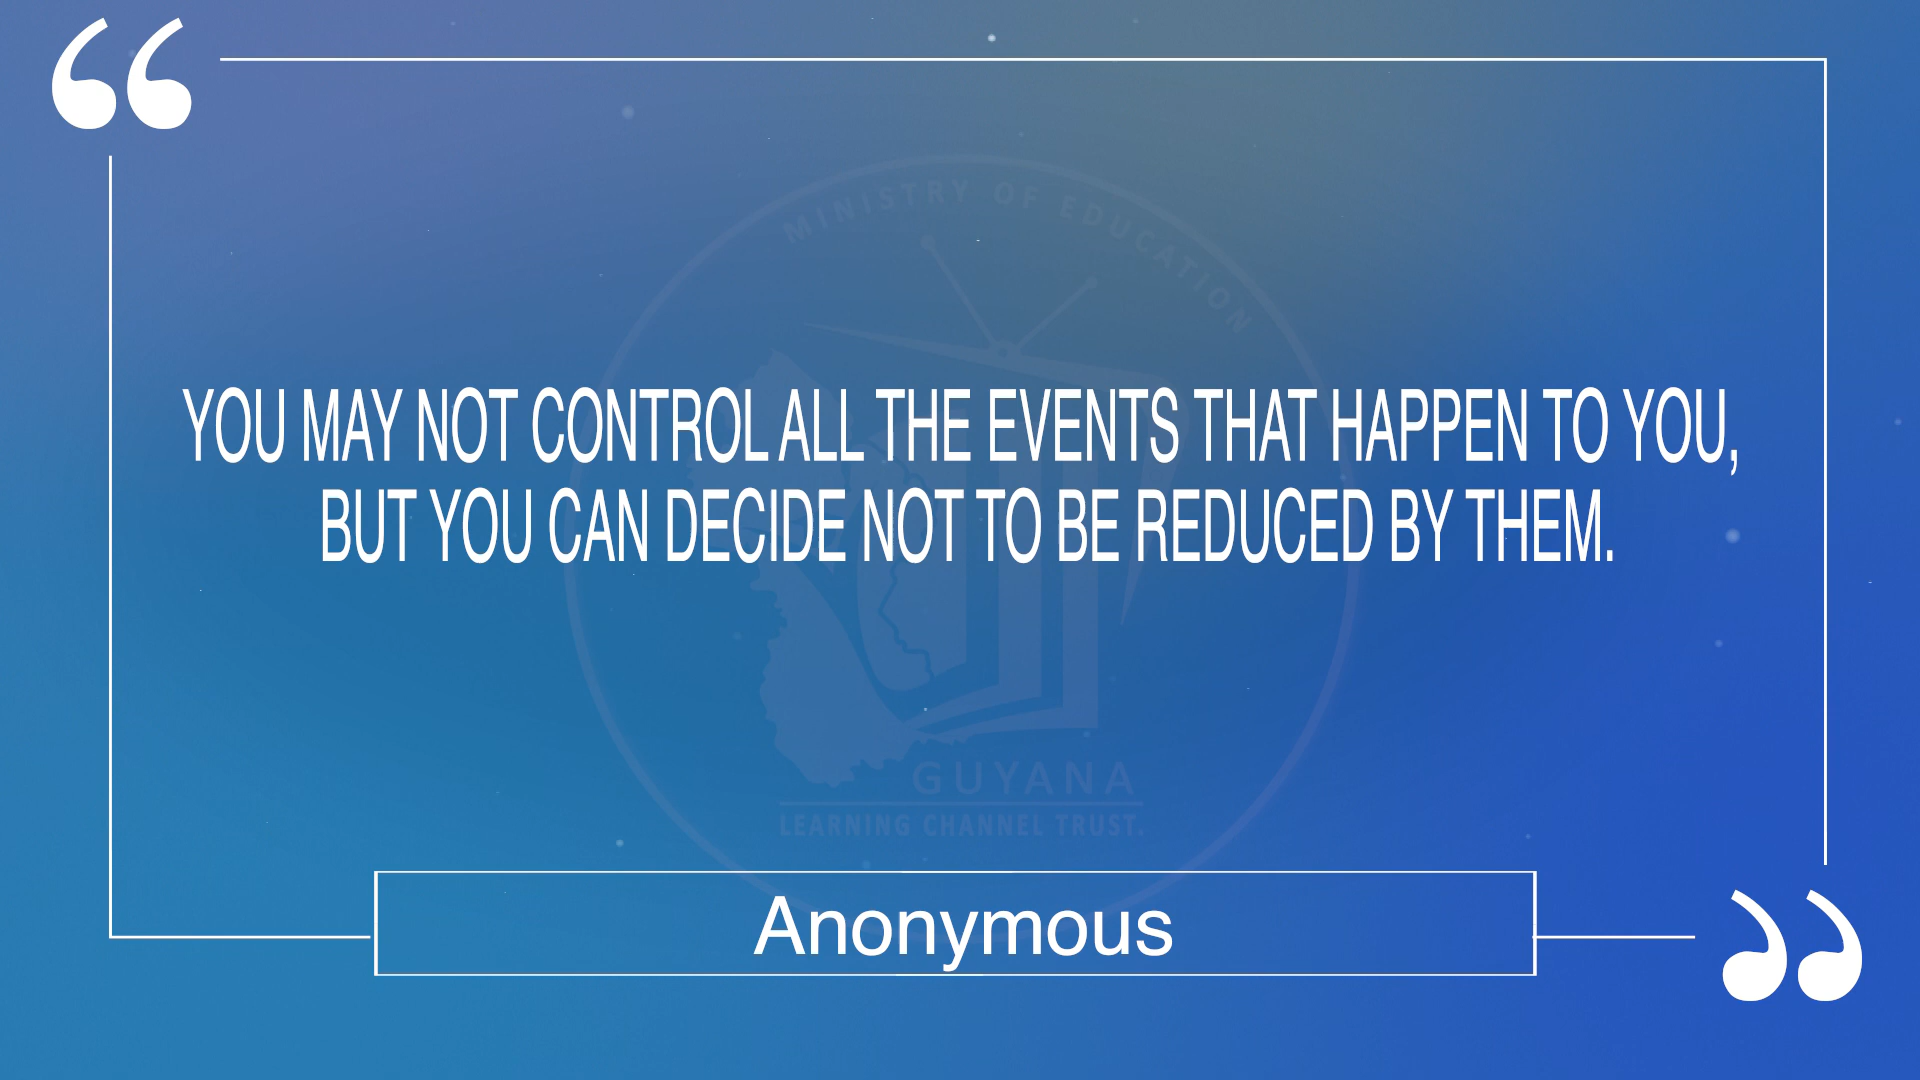 MINISTRY OF EDUCATION
YOU MAY NOT CONTROL ALL THE EVENTS THAT HAPPEN TO YOU,
BUT YOU CAN DECIDE NOT TO BE REDUCED BY THEM.
GUYANA
LEARNING CHANNEL TRUST.
Anonymous